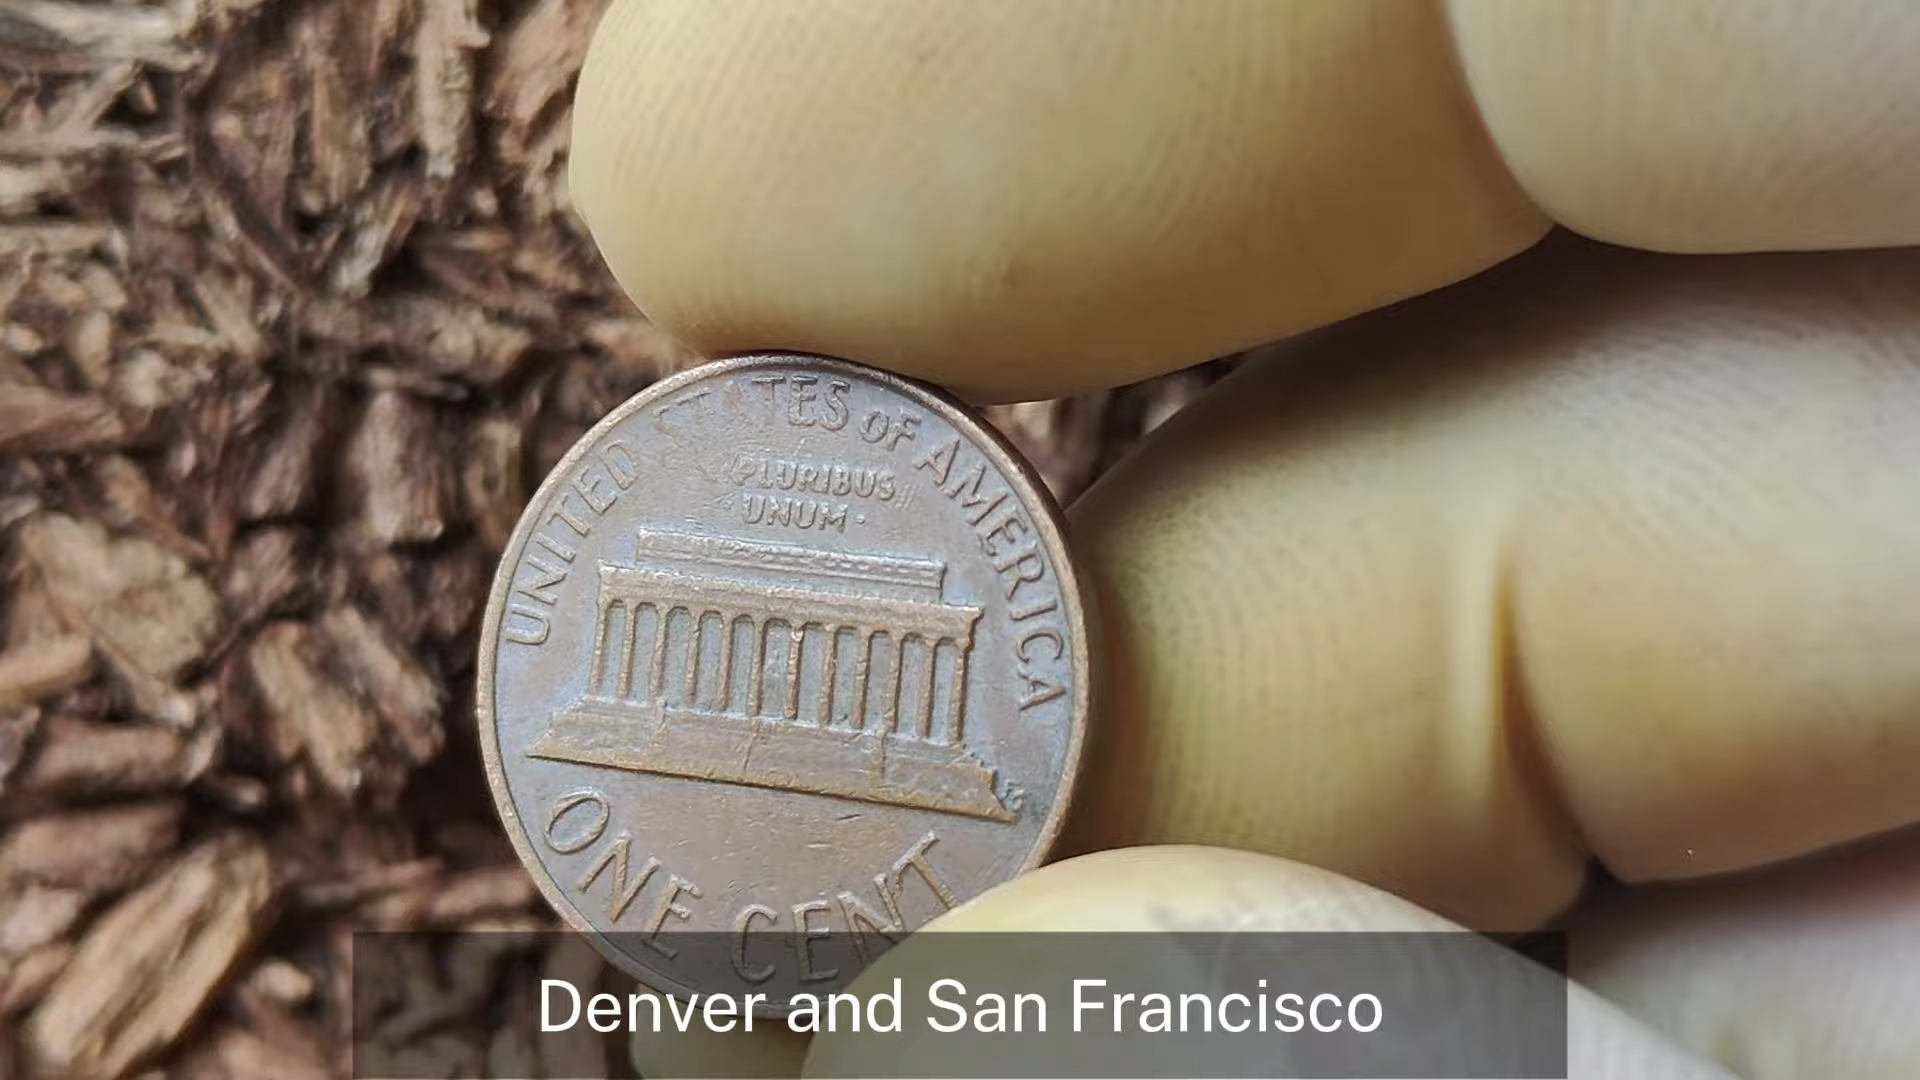 UNITED STATES OF AMERICA
PLURIBUS
UNUM
ONE CENT
Denver and San Francisco